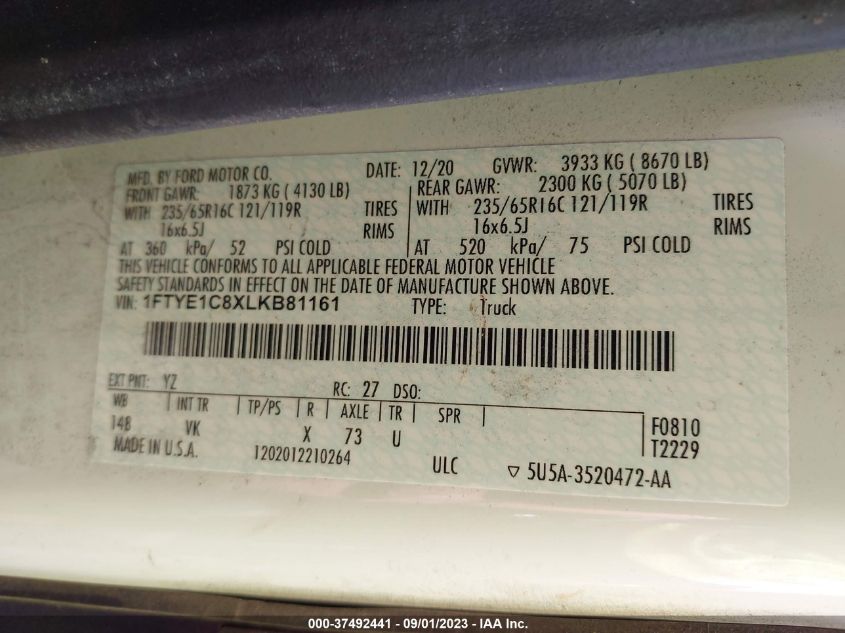 MFD. BY FORD MOTOR CO. DATE: 12/20 GVWR: 3933 KG ( 8670 LB)
FRONT GAWR: 1873 KG ( 4130 LB) REAR GAWR: 2300 KG ( 5070 LB)
WITH 235/65R16C 121/119R TIRES WITH 235/65R16C 121/119R TIRES
16x6.5J RIMS 16x6.5J RIMS
AT 360 kPa/ 52 PSI COLD AT 520 kPa/ 75 PSI COLD
THIS VEHICLE CONFORMS TO ALL APPLICABLE FEDERAL MOTOR VEHICLE
SAFETY STANDARDS IN EFFECT ON THE DATE OF MANUFACTURE SHOWN ABOVE.
VIN: 1FTYE1C8XLKB81161 TYPE: Truck
EXT PNT: YZ RC: 27 DSO:
WB INT TR TP/PS R AXLE TR SPR
148 VK X 73 U F0810
MADE IN U.S.A. 1202012210264 T2229
ULC ▽ 5U5A-3520472-AA
000-37492441 - 09/01/2023 - IAA Inc.